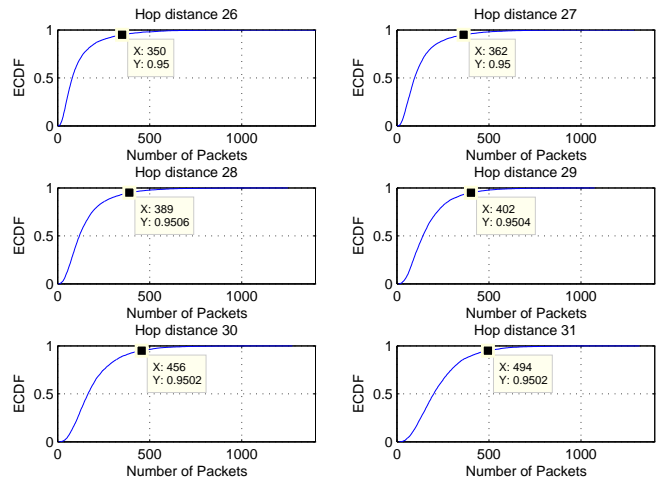 Hop distance 26
1
0.5
0
ECDF
X: 350
Y: 0.95
0
500
1000
Number of Packets
Hop distance 27
1
0.5
0
ECDF
X: 362
Y: 0.95
0
500
1000
Number of Packets
Hop distance 28
1
0.5
0
ECDF
X: 389
Y: 0.9506
0
500
1000
Number of Packets
Hop distance 29
1
0.5
0
ECDF
X: 402
Y: 0.9504
0
500
1000
Number of Packets
Hop distance 30
1
0.5
0
ECDF
X: 456
Y: 0.9502
0
500
1000
Number of Packets
Hop distance 31
1
0.5
0
ECDF
X: 494
Y: 0.9502
0
500
1000
Number of Packets